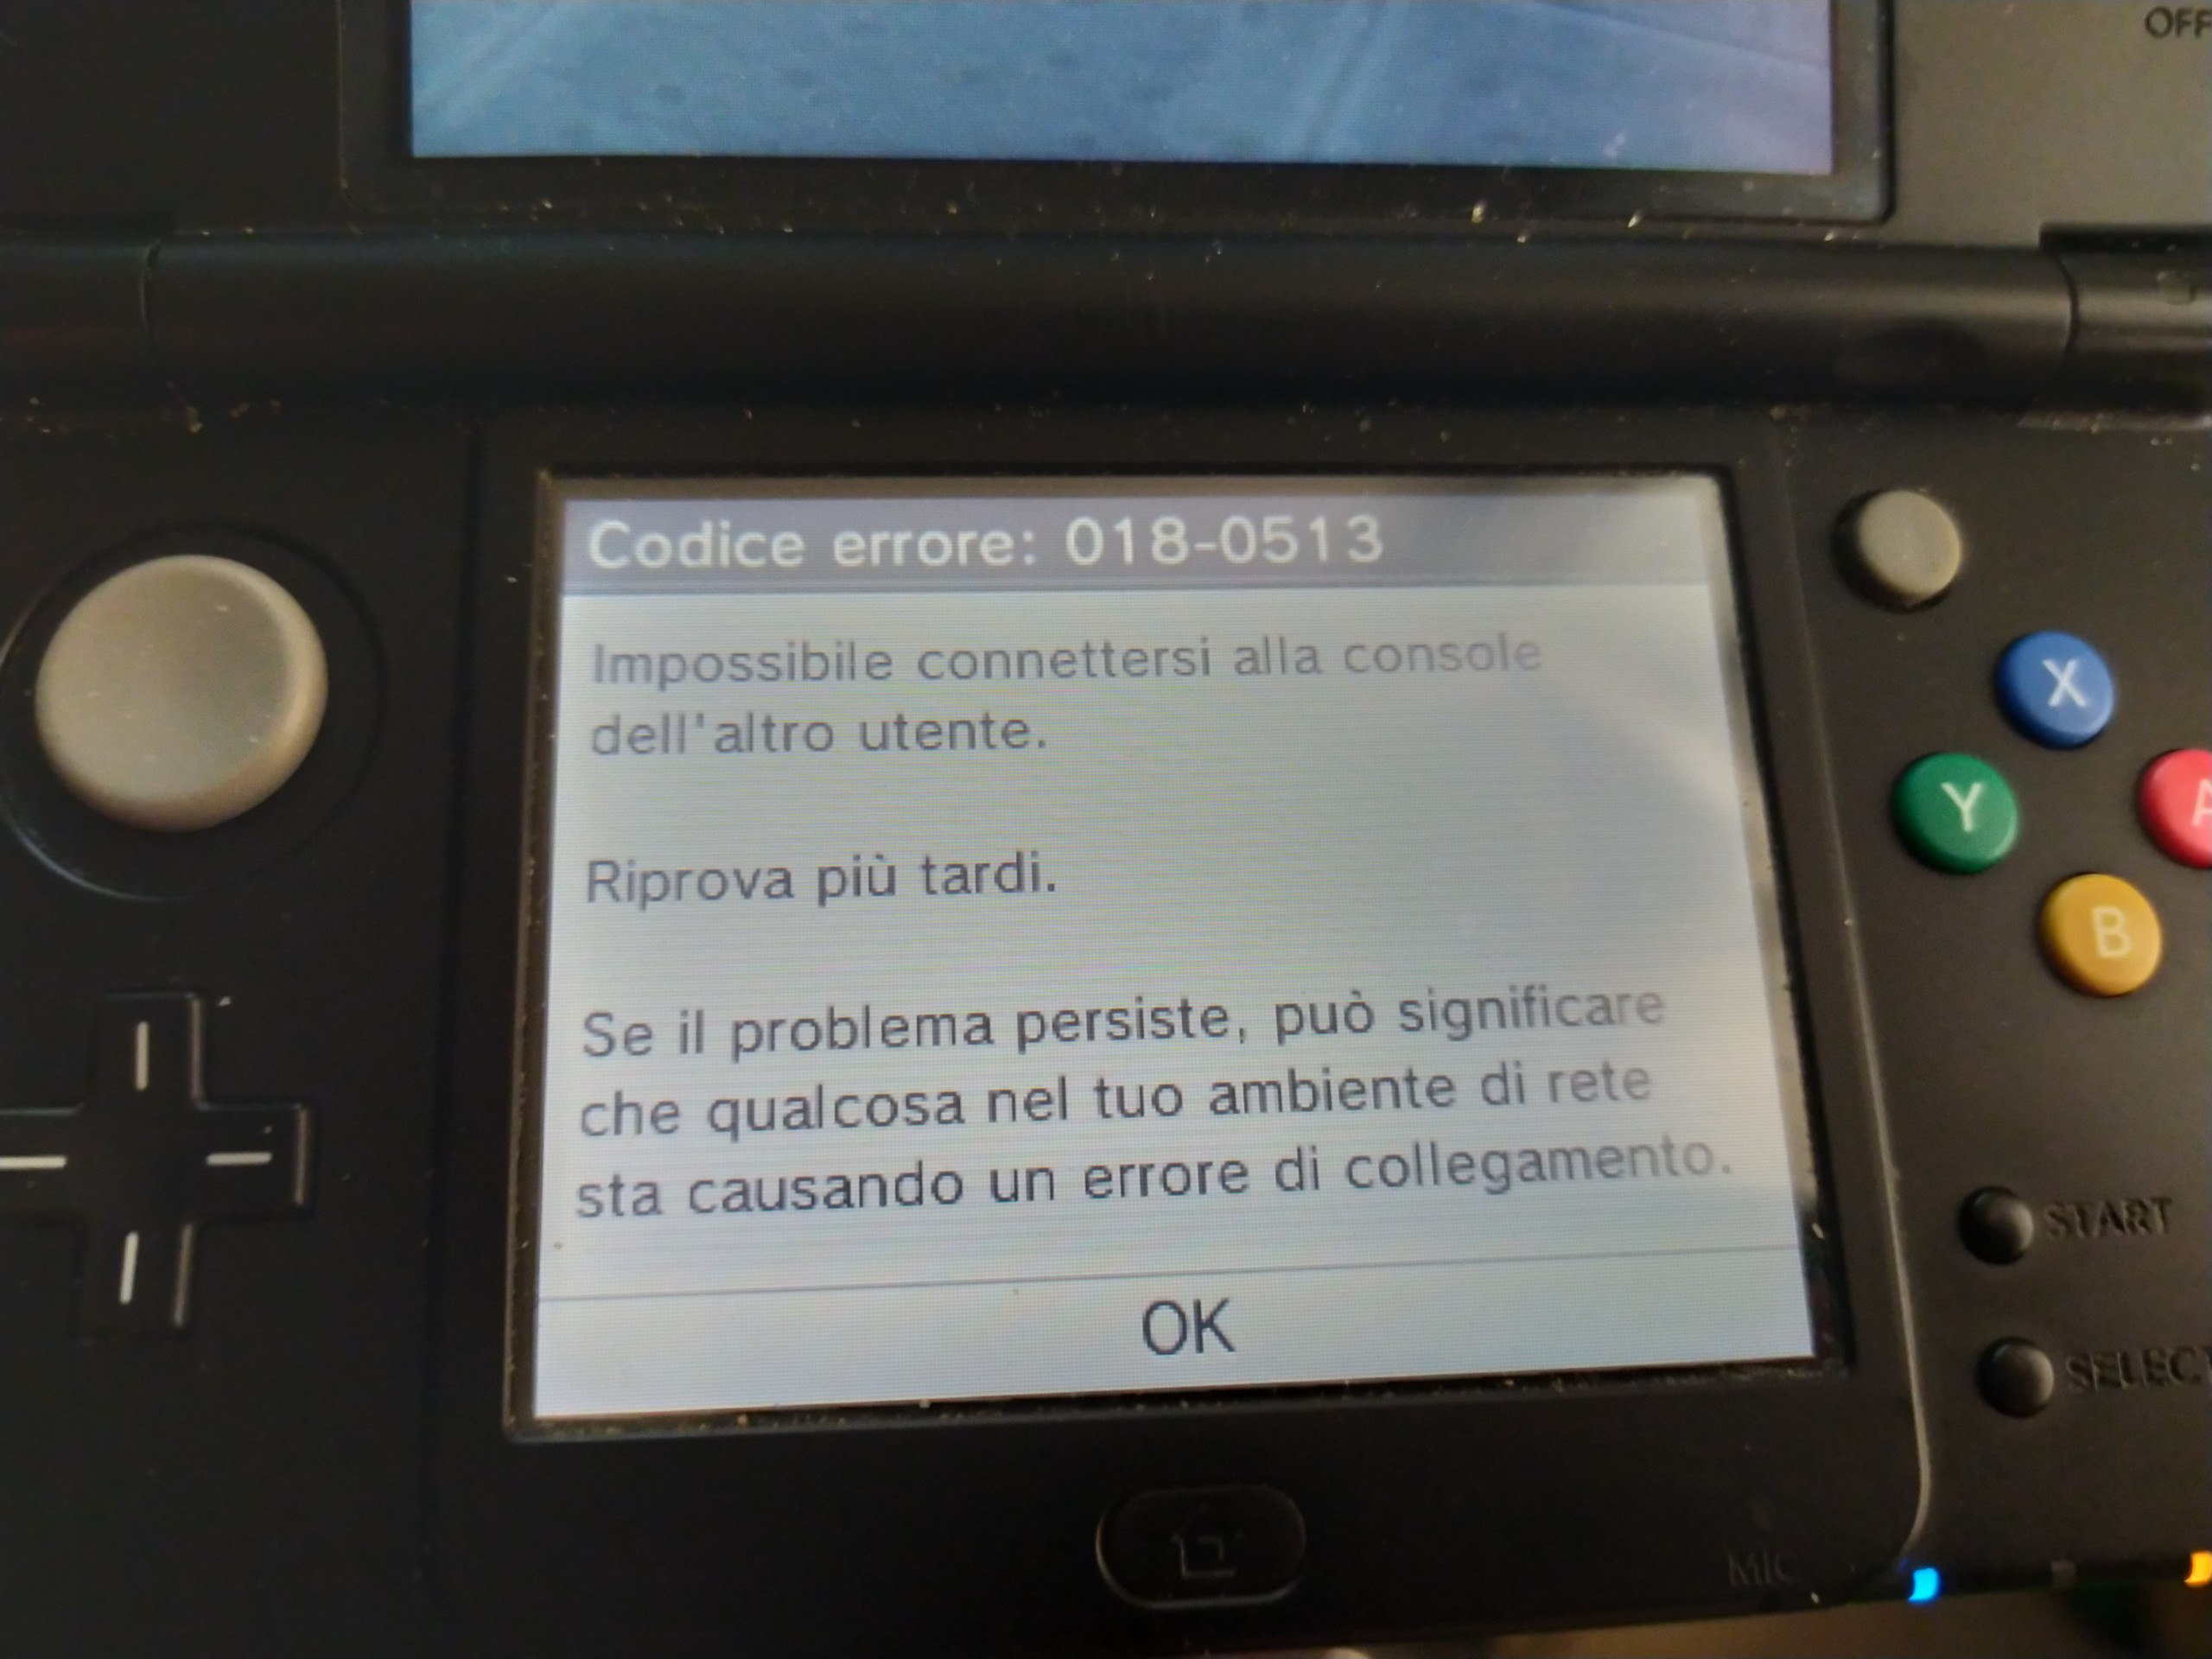 OFF
Codice errore: 018-0513
Impossibile connettersi alla console
dell'altro utente.
Riprova più tardi.
Se il problema persiste, può significare
che qualcosa nel tuo ambiente di rete
sta causando un errore di collegamento.
OK
X
Y
A
B
START
SELECT
MIC